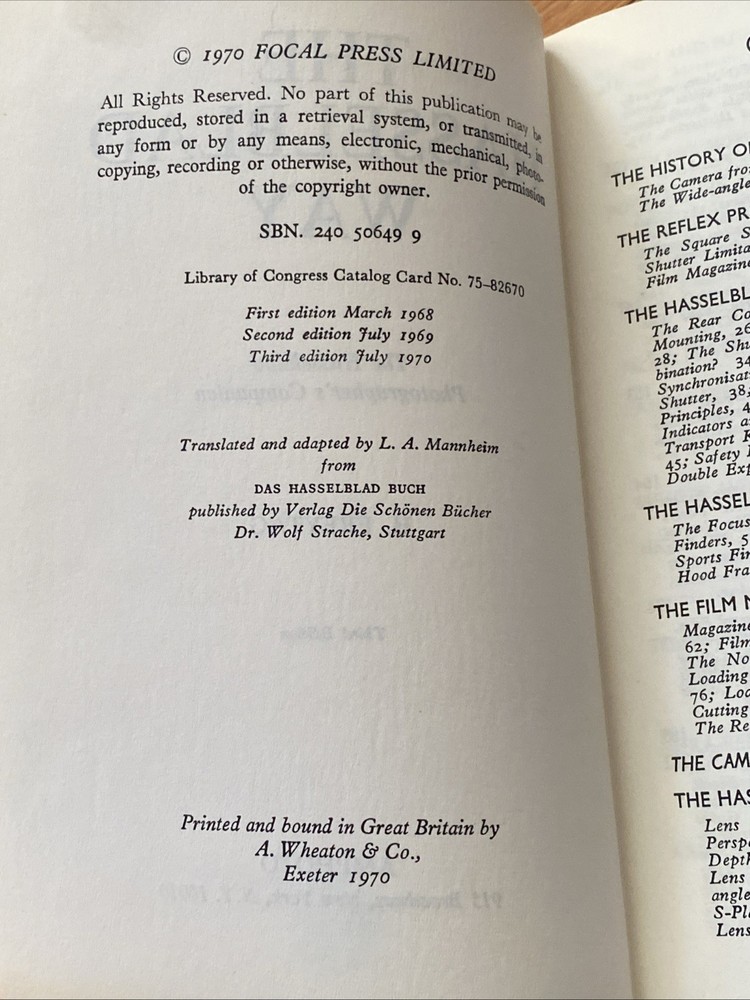 © 1970 FOCAL PRESS LIMITED
All Rights Reserved. No part of this publication may be
reproduced, stored in a retrieval system, or transmitted, in
any form or by any means, electronic, mechanical, photo-
copying, recording or otherwise, without the prior permission
of the copyright owner.
SBN. 240 50649 9
Library of Congress Catalog Card No. 75–82670
First edition March 1968
Second edition July 1969
Third edition July 1970
Translated and adapted by L. A. Mannheim
from
DAS HASSELBLAD BUCH
published by Verlag Die Schönen Bücher
Dr. Wolf Strache, Stuttgart
Printed and bound in Great Britain by
A. Wheaton & Co.,
Exeter 1970
THE HISTORY O
The Camera fro
The Wide-angle
THE REFLEX PR
The Square S
Shutter Limita
Film Magazine
THE HASSELBL
The Rear Co
Mounting, 26
28; The Shu
bination? 34
Synchronisat
Shutter, 38;
Principles, 4
Indicators a
Transport K
45; Safety
Double Exp
THE HASSEL
The Focus
Finders, 5
Sports Fin
Hood Fra
THE FILM
Magazine
62; Film
The No
Loading
76; Loa
Cutting
The Re
THE CAM
THE HAS
Lens
Perspe
Depth
Lens
angle
S-Pla
Lens